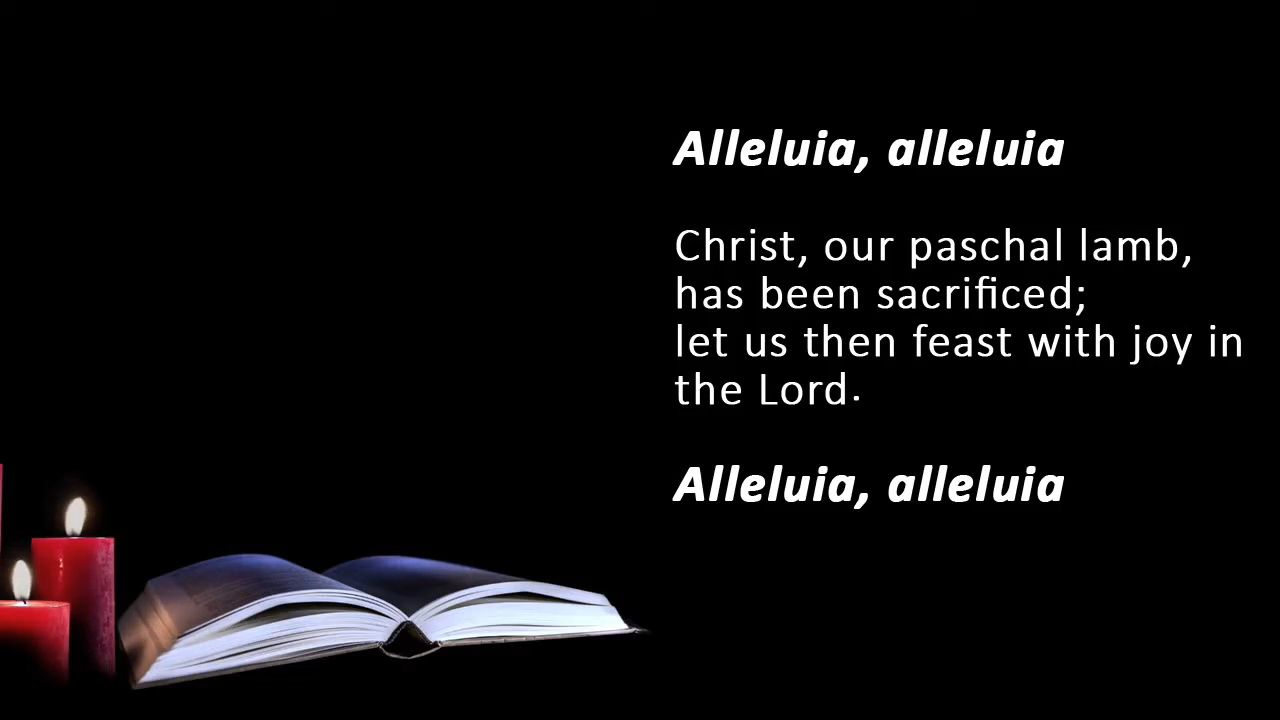 Alleluia, alleluia
Christ, our paschal lamb,
has been sacrificed;
let us then feast with joy in
the Lord.
Alleluia, alleluia